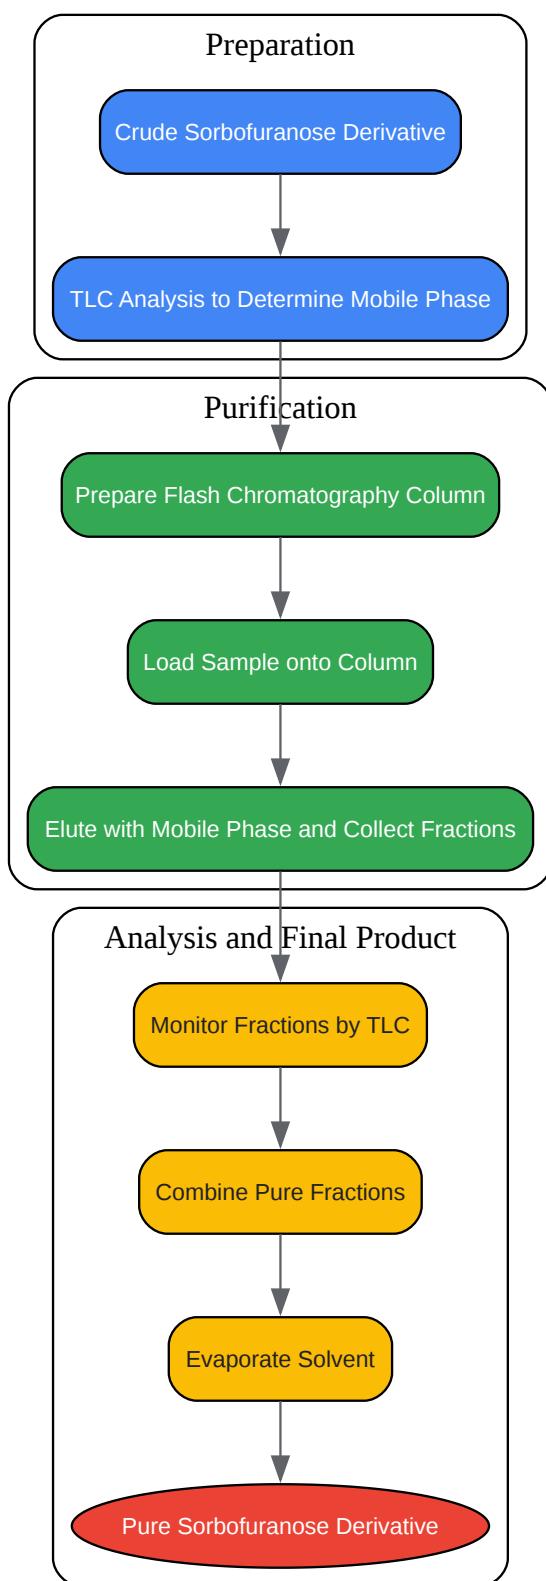 Preparation
Crude Sorbofuranose Derivative
TLC Analysis to Determine Mobile Phase
Purification
Prepare Flash Chromatography Column
Load Sample onto Column
Elute with Mobile Phase and Collect Fractions
Analysis and Final Product
Monitor Fractions by TLC
Combine Pure Fractions
Evaporate Solvent
Pure Sorbofuranose Derivative